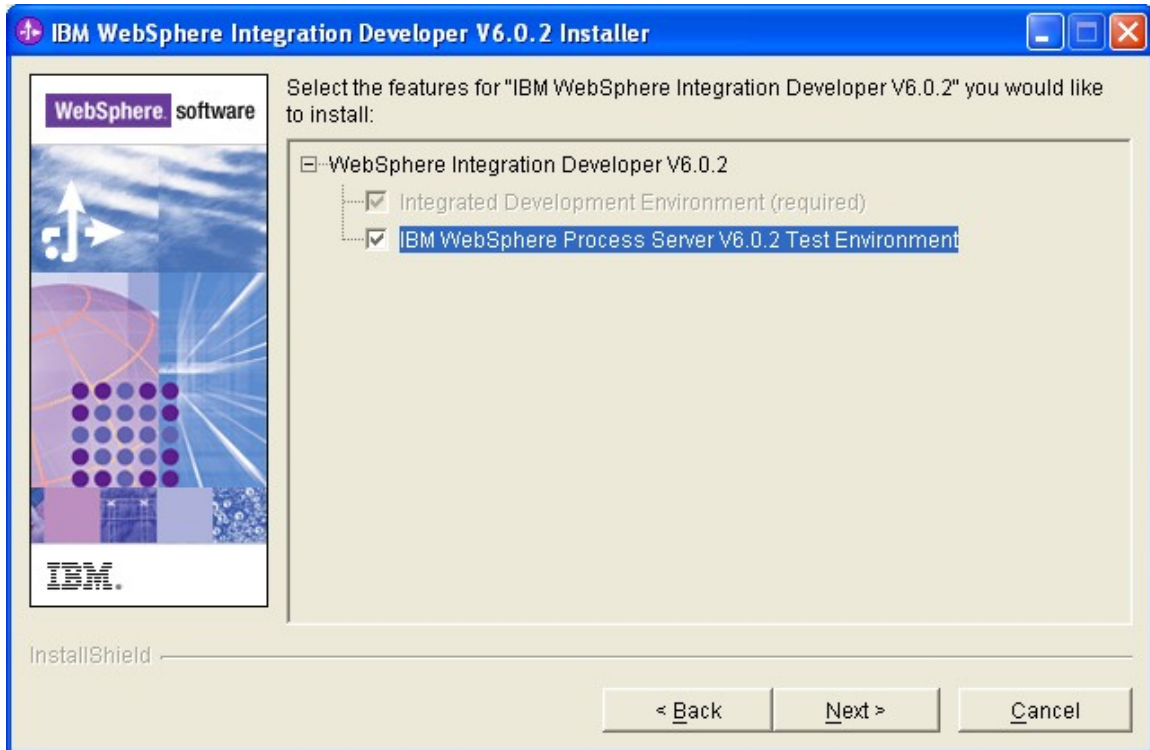 IBM WebSphere Integration Developer V6.0.2 Installer
WebSphere. software
Select the features for "IBM WebSphere Integration Developer V6.0.2" you would like
to install:
WebSphere Integration Developer V6.0.2
Integrated Development Environment (required)
IBM WebSphere Process Server V6.0.2 Test Environment
IBM.
InstallShield
< Back
Next >
Cancel